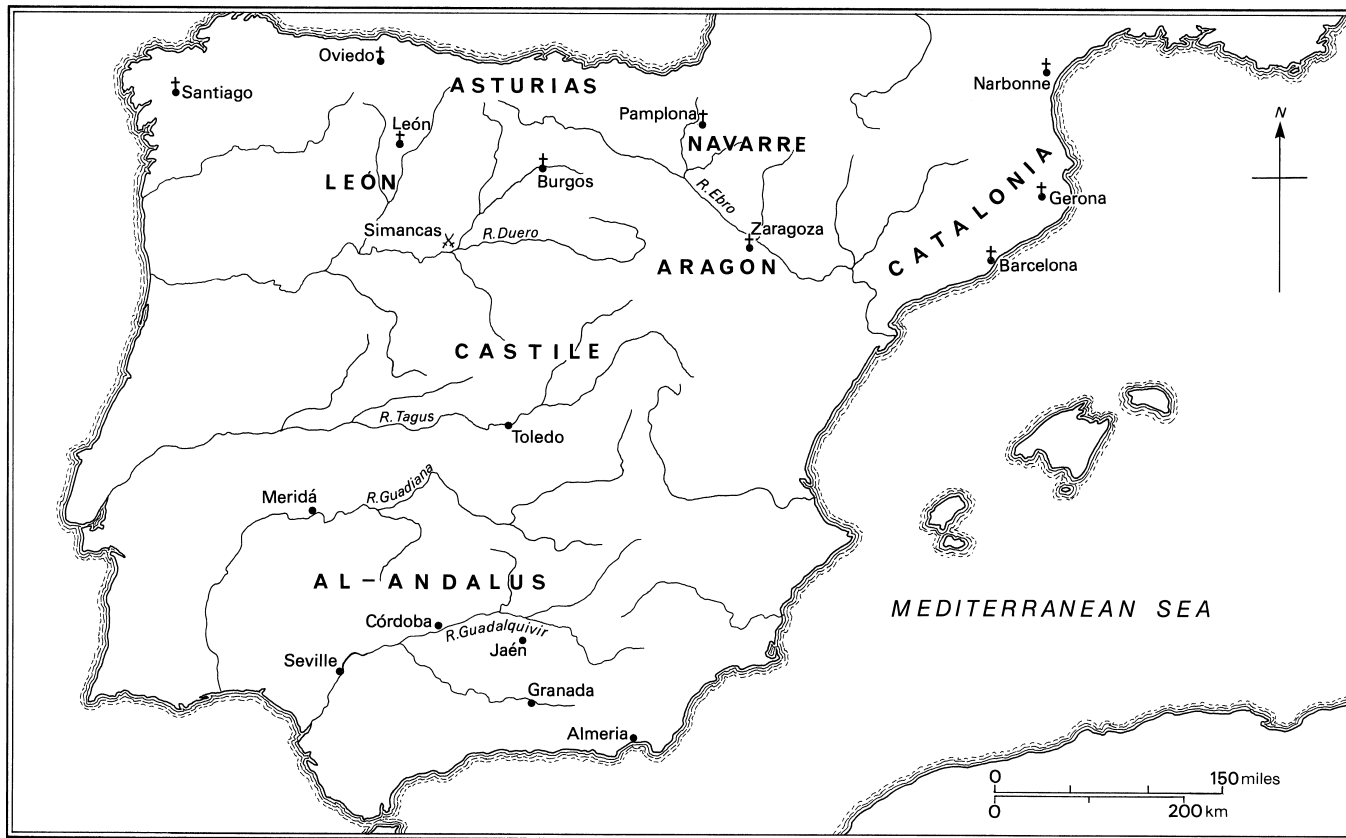 Oviedo
Santiago
ASTURIAS
Narbonne
N
Pamplona
León
NAVARRE
LEÓN
Burgos
R.Ebro
CATALONIA
Gerona
Simancas
R.Duero
Zaragoza
ARAGON
Barcelona
CASTILE
R.Tagus
Toledo
R.Guadiana
Meridá
AL-ANDALUS
MEDITERRANEAN SEA
Córdoba
R.Guadalquivir
Jaén
Seville
Granada
Almeria
0 150 miles
0 200 km